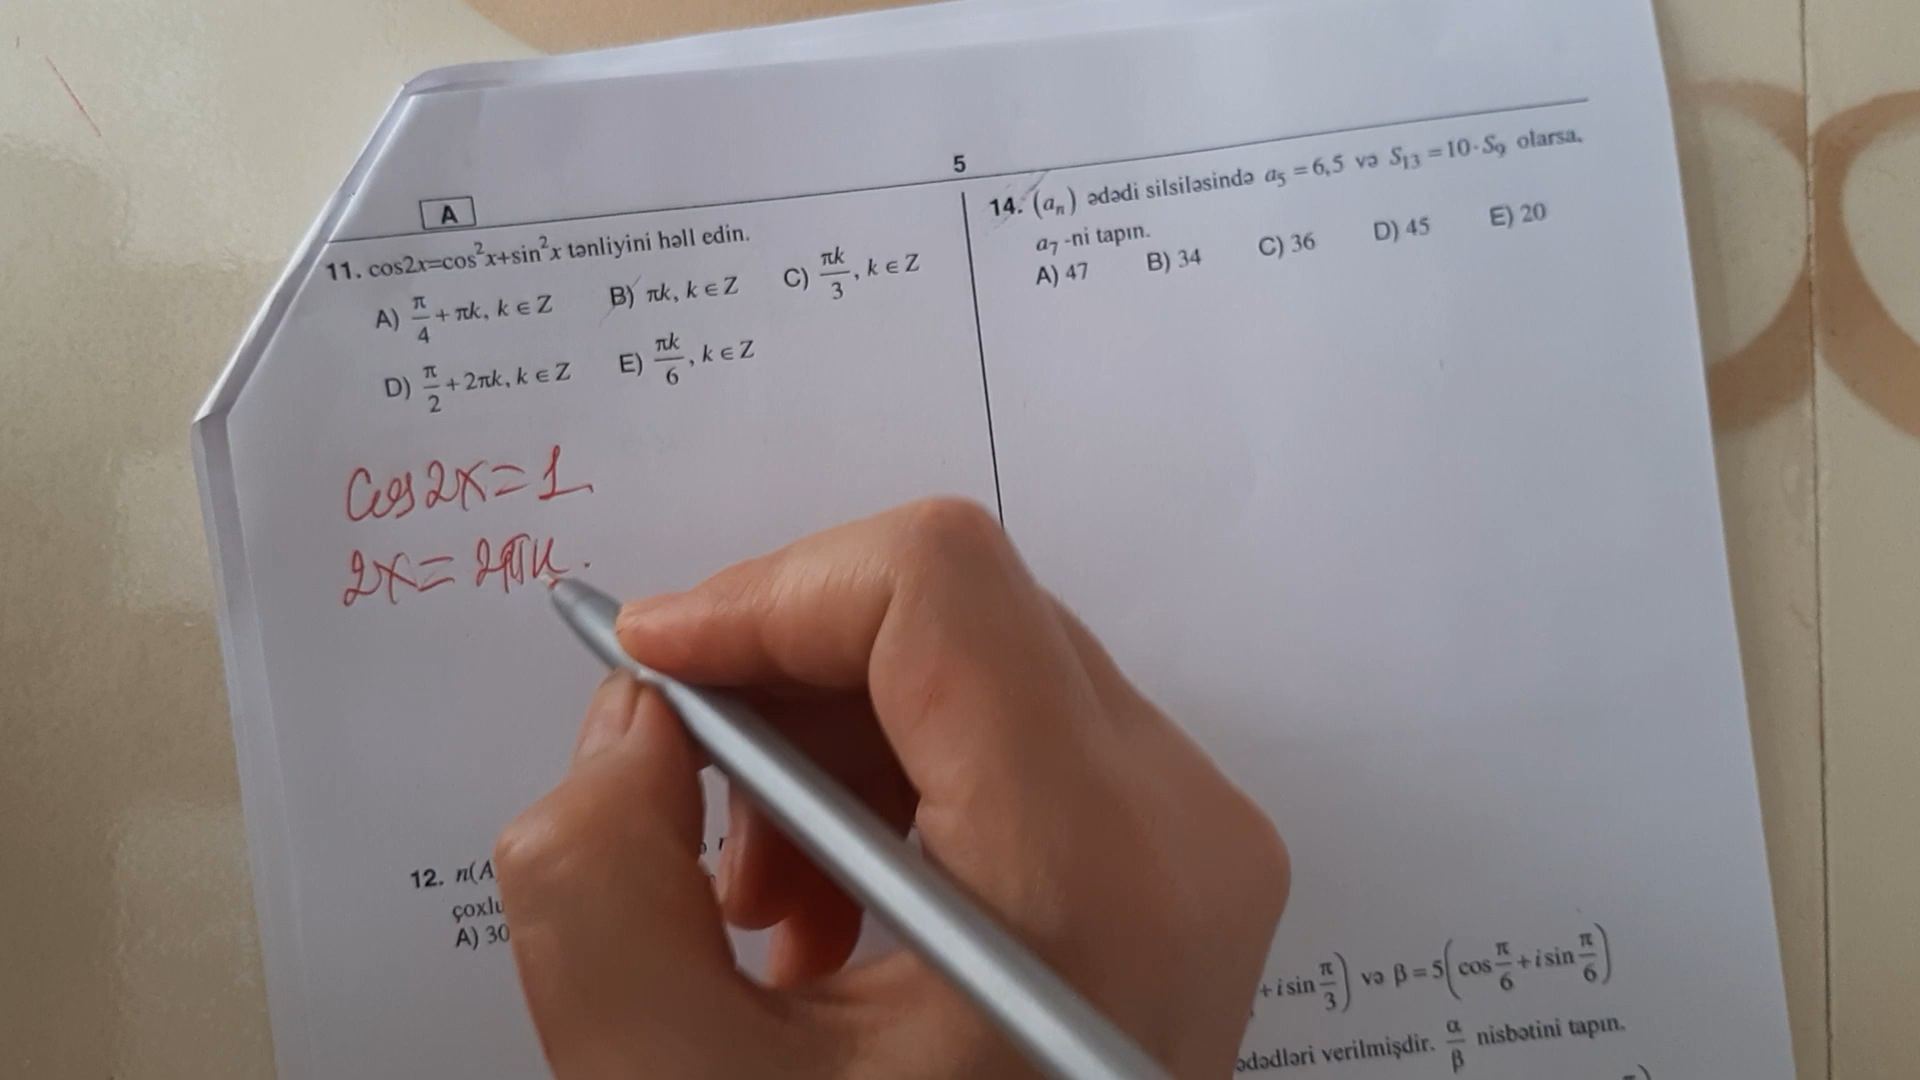 5
A
11. cos2x=cos²x+sin²x tənliyini həll edin.
A) π/4 + πk, k ∈ Z B) πk, k ∈ Z C) πk/3, k ∈ Z
D) π/2 + 2πk, k ∈ Z E) πk/6, k ∈ Z
cos2x=1
2x=2πk.
12. n(A
A) 30
14. (aₙ) ədədi silsiləsində a₅ = 6,5 və S₁₃ = 10·S₉ olarsa,
a₇ -ni tapın.
A) 47 B) 34 C) 36 D) 45 E) 20
+i sin π/3) və β = 5(cos π/6 + i sin π/6)
ədədləri verilmişdir. α/β nisbətini tapın.